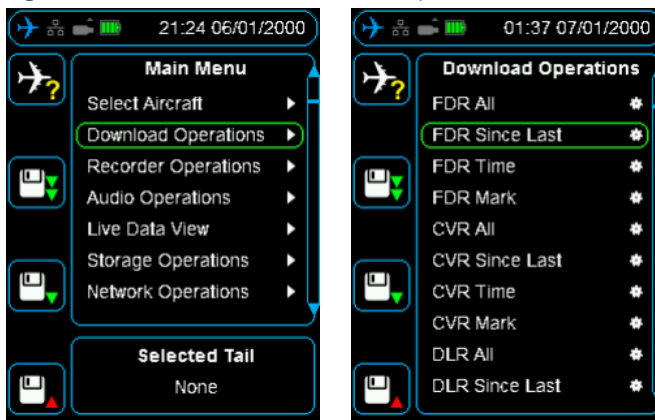 21:24 06/01/2000
?
Main Menu
Select Aircraft
Download Operations
Recorder Operations
Audio Operations
Live Data View
Storage Operations
Network Operations
Selected Tail
None
01:37 07/01/2000
?
Download Operations
FDR All
FDR Since Last
FDR Time
FDR Mark
CVR All
CVR Since Last
CVR Time
CVR Mark
DLR All
DLR Since Last